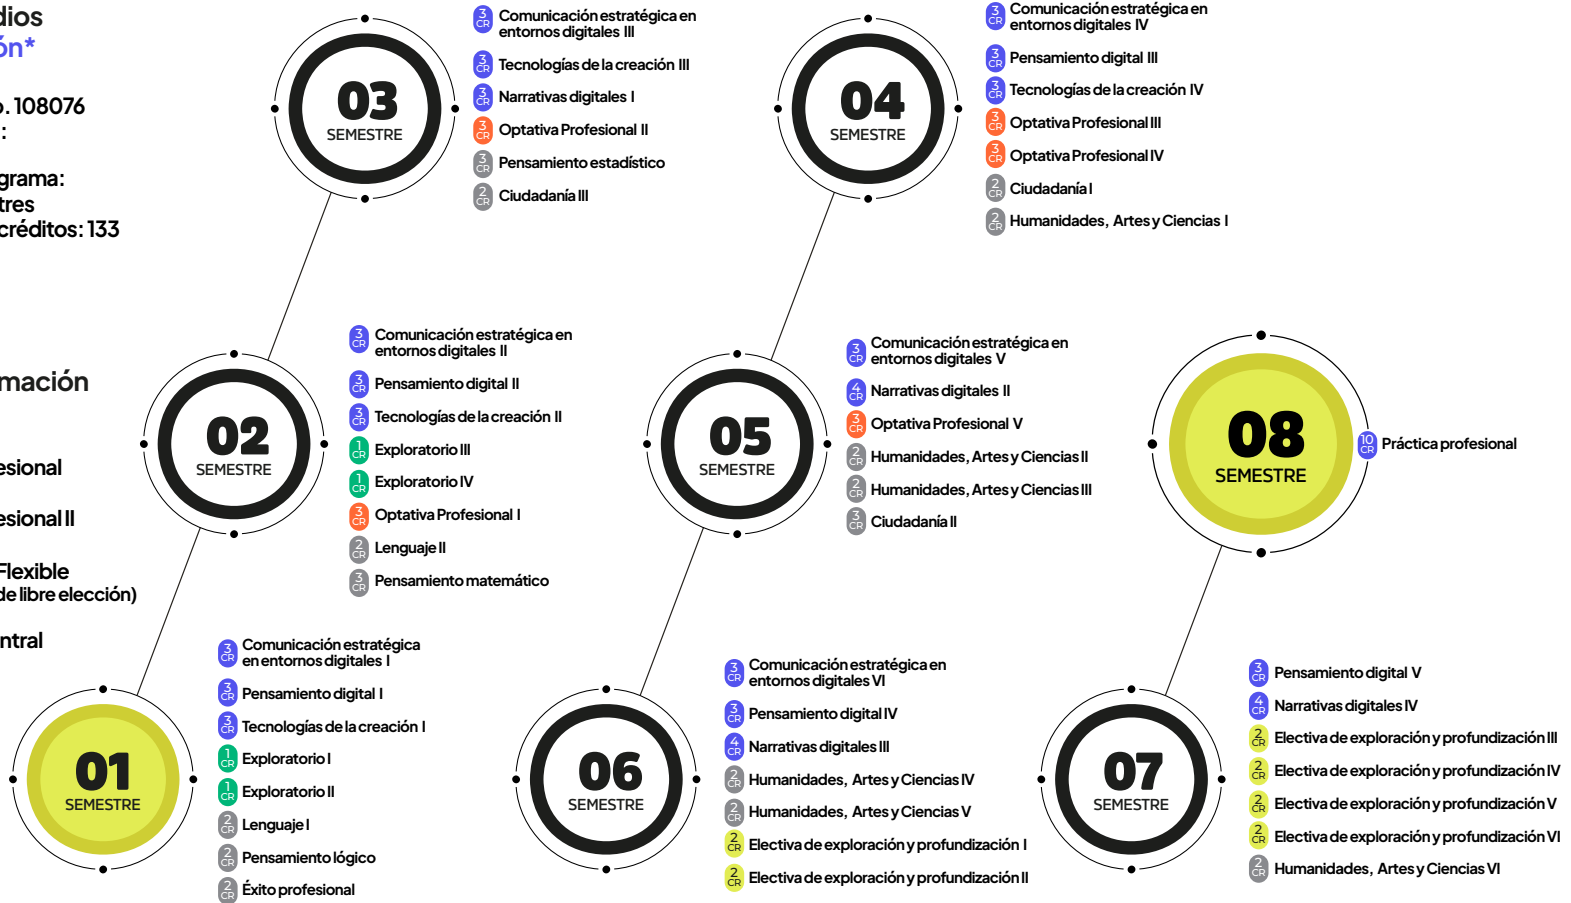 dios
ón*
o. 108076
:
grama:
tres
créditos: 133
mación
esional
esional II
Flexible
de libre elección)
ntral
03
SEMESTRE
3 CR Comunicación estratégica en
entornos digitales III
3 CR Tecnologías de la creación III
3 CR Narrativas digitales I
3 CR Optativa Profesional II
3 CR Pensamiento estadístico
2 CR Ciudadanía III
04
SEMESTRE
3 CR Comunicación estratégica en
entornos digitales IV
3 CR Pensamiento digital III
3 CR Tecnologías de la creación IV
3 CR Optativa Profesional III
3 CR Optativa Profesional IV
2 CR Ciudadanía I
2 CR Humanidades, Artes y Ciencias I
02
SEMESTRE
3 CR Comunicación estratégica en
entornos digitales II
3 CR Pensamiento digital II
3 CR Tecnologías de la creación II
1 CR Exploratorio III
1 CR Exploratorio IV
3 CR Optativa Profesional I
2 CR Lenguaje II
3 CR Pensamiento matemático
05
SEMESTRE
3 CR Comunicación estratégica en
entornos digitales V
4 CR Narrativas digitales II
3 CR Optativa Profesional V
2 CR Humanidades, Artes y Ciencias II
2 CR Humanidades, Artes y Ciencias III
3 CR Ciudadanía II
08
SEMESTRE
10 CR Práctica profesional
01
SEMESTRE
3 CR Comunicación estratégica
en entornos digitales I
3 CR Pensamiento digital I
3 CR Tecnologías de la creación I
1 CR Exploratorio I
1 CR Exploratorio II
2 CR Lenguaje I
2 CR Pensamiento lógico
2 CR Éxito profesional
06
SEMESTRE
3 CR Comunicación estratégica en
entornos digitales VI
3 CR Pensamiento digital IV
4 CR Narrativas digitales III
2 CR Humanidades, Artes y Ciencias IV
2 CR Humanidades, Artes y Ciencias V
2 CR Electiva de exploración y profundización I
2 CR Electiva de exploración y profundización II
07
SEMESTRE
3 CR Pensamiento digital V
4 CR Narrativas digitales IV
2 CR Electiva de exploración y profundización III
2 CR Electiva de exploración y profundización IV
2 CR Electiva de exploración y profundización V
2 CR Electiva de exploración y profundización VI
2 CR Humanidades, Artes y Ciencias VI